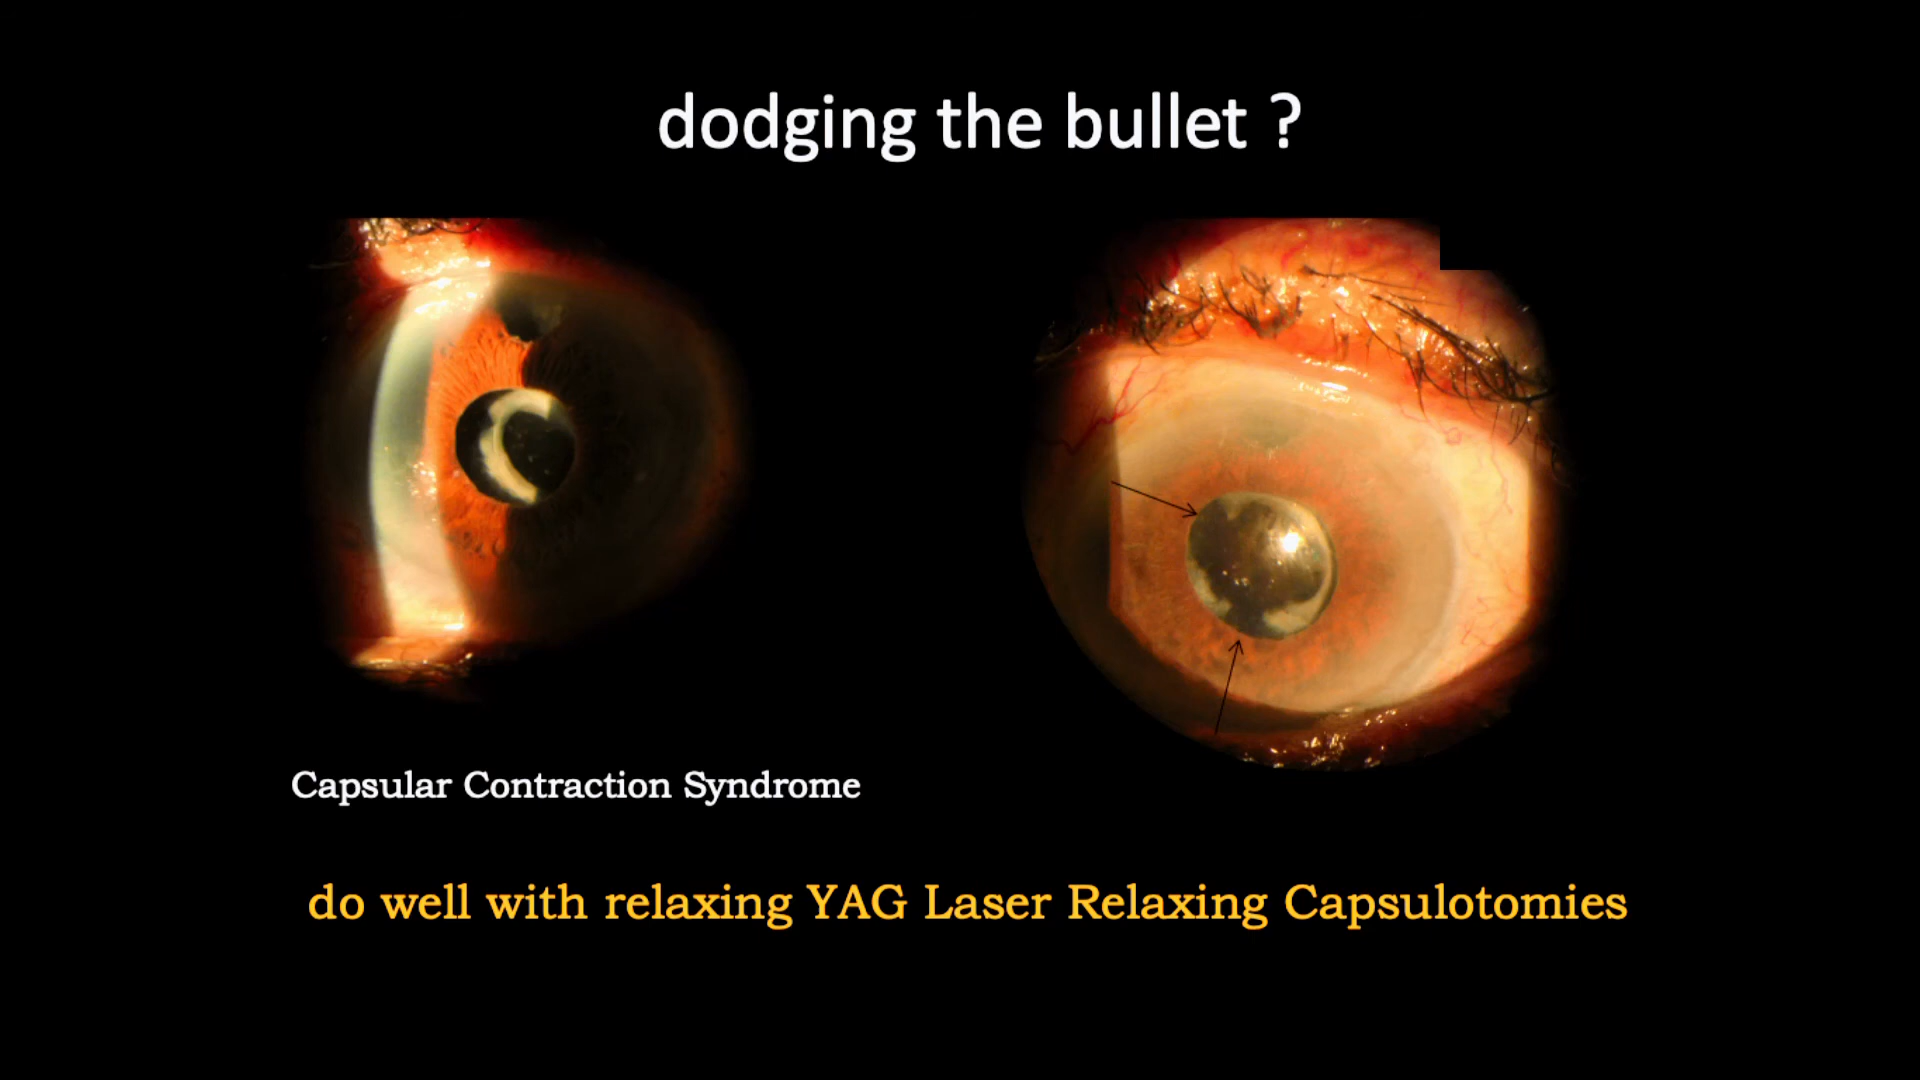 dodging the bullet ?
Capsular Contraction Syndrome
do well with relaxing YAG Laser Relaxing Capsulotomies